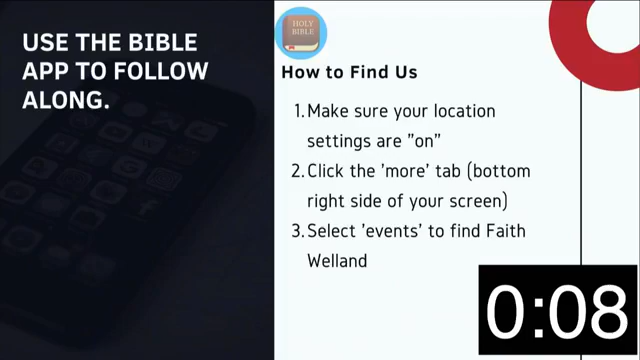 USE THE BIBLE
APP TO FOLLOW
ALONG.
HOLY
BIBLE
How to Find Us
1. Make sure your location
settings are "on"
2. Click the 'more' tab (bottom
right side of your screen)
3. Select 'events' to find Faith
Welland
0:08